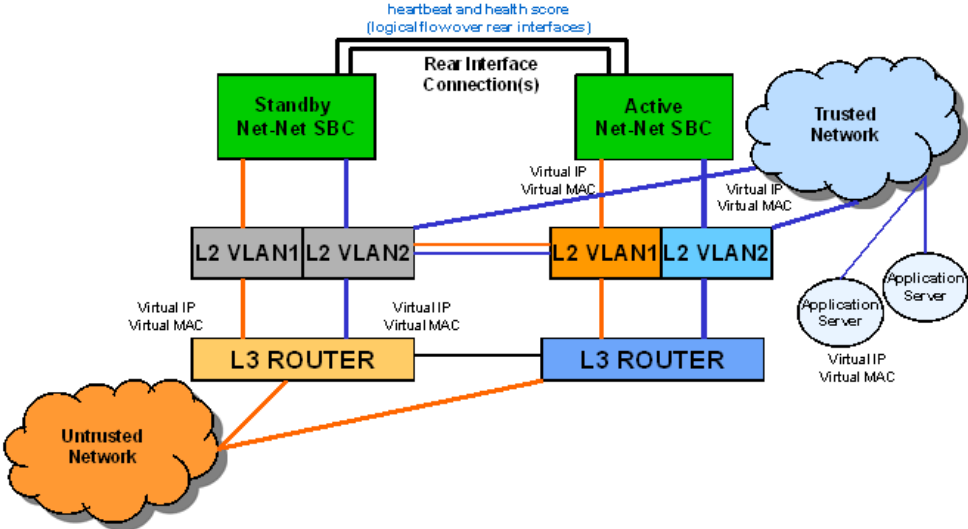 heartbeat and health score
(logical flow over rear interfaces)
Rear Interface
Connection(s)
Standby
Net-Net SBC
Active
Net-Net SBC
Trusted
Network
Virtual IP
Virtual MAC
Virtual IP
Virtual MAC
L2 VLAN1
L2 VLAN2
L2 VLAN1
L2 VLAN2
Application
Server
Application
Server
Virtual IP
Virtual MAC
Virtual IP
Virtual MAC
Virtual IP
Virtual MAC
L3 ROUTER
L3 ROUTER
Untrusted
Network